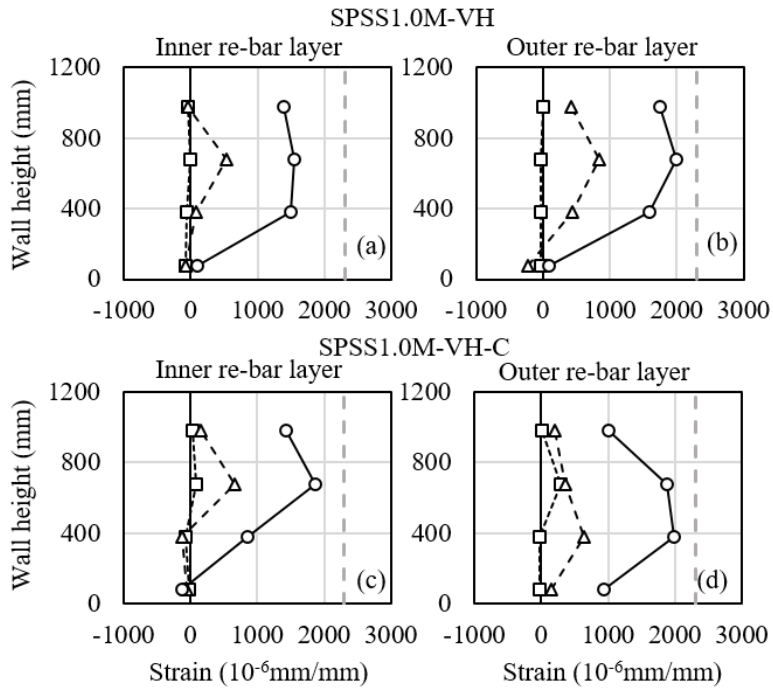 SPSS1.0M-VH
Inner re-bar layer Outer re-bar layer
1200 1200
800 800
400 400
0 0
Wall height (mm)
(a) (b)
-1000 0 1000 2000 3000 -1000 0 1000 2000 3000
SPSS1.0M-VH-C
Inner re-bar layer Outer re-bar layer
1200 1200
800 800
400 400
0 0
Wall height (mm)
(c) (d)
-1000 0 1000 2000 3000 -1000 0 1000 2000 3000
Strain (10⁻⁶mm/mm) Strain (10⁻⁶mm/mm)